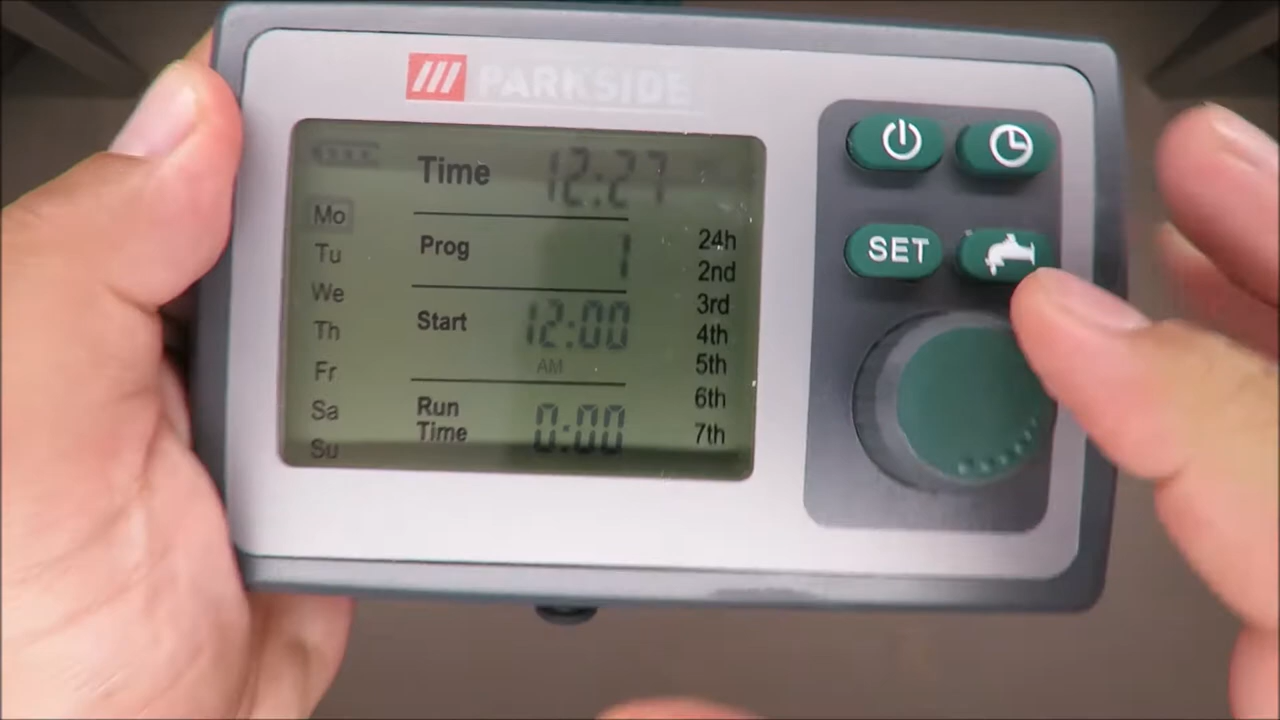 PARKSIDE
Time 12:27
Mo
Prog 1
24h
Tu
2nd
We
3rd
Start 12:00
Th
4th
AM
Fr
5th
Sa
Run
Time 0:00
6th
Su
7th
SET